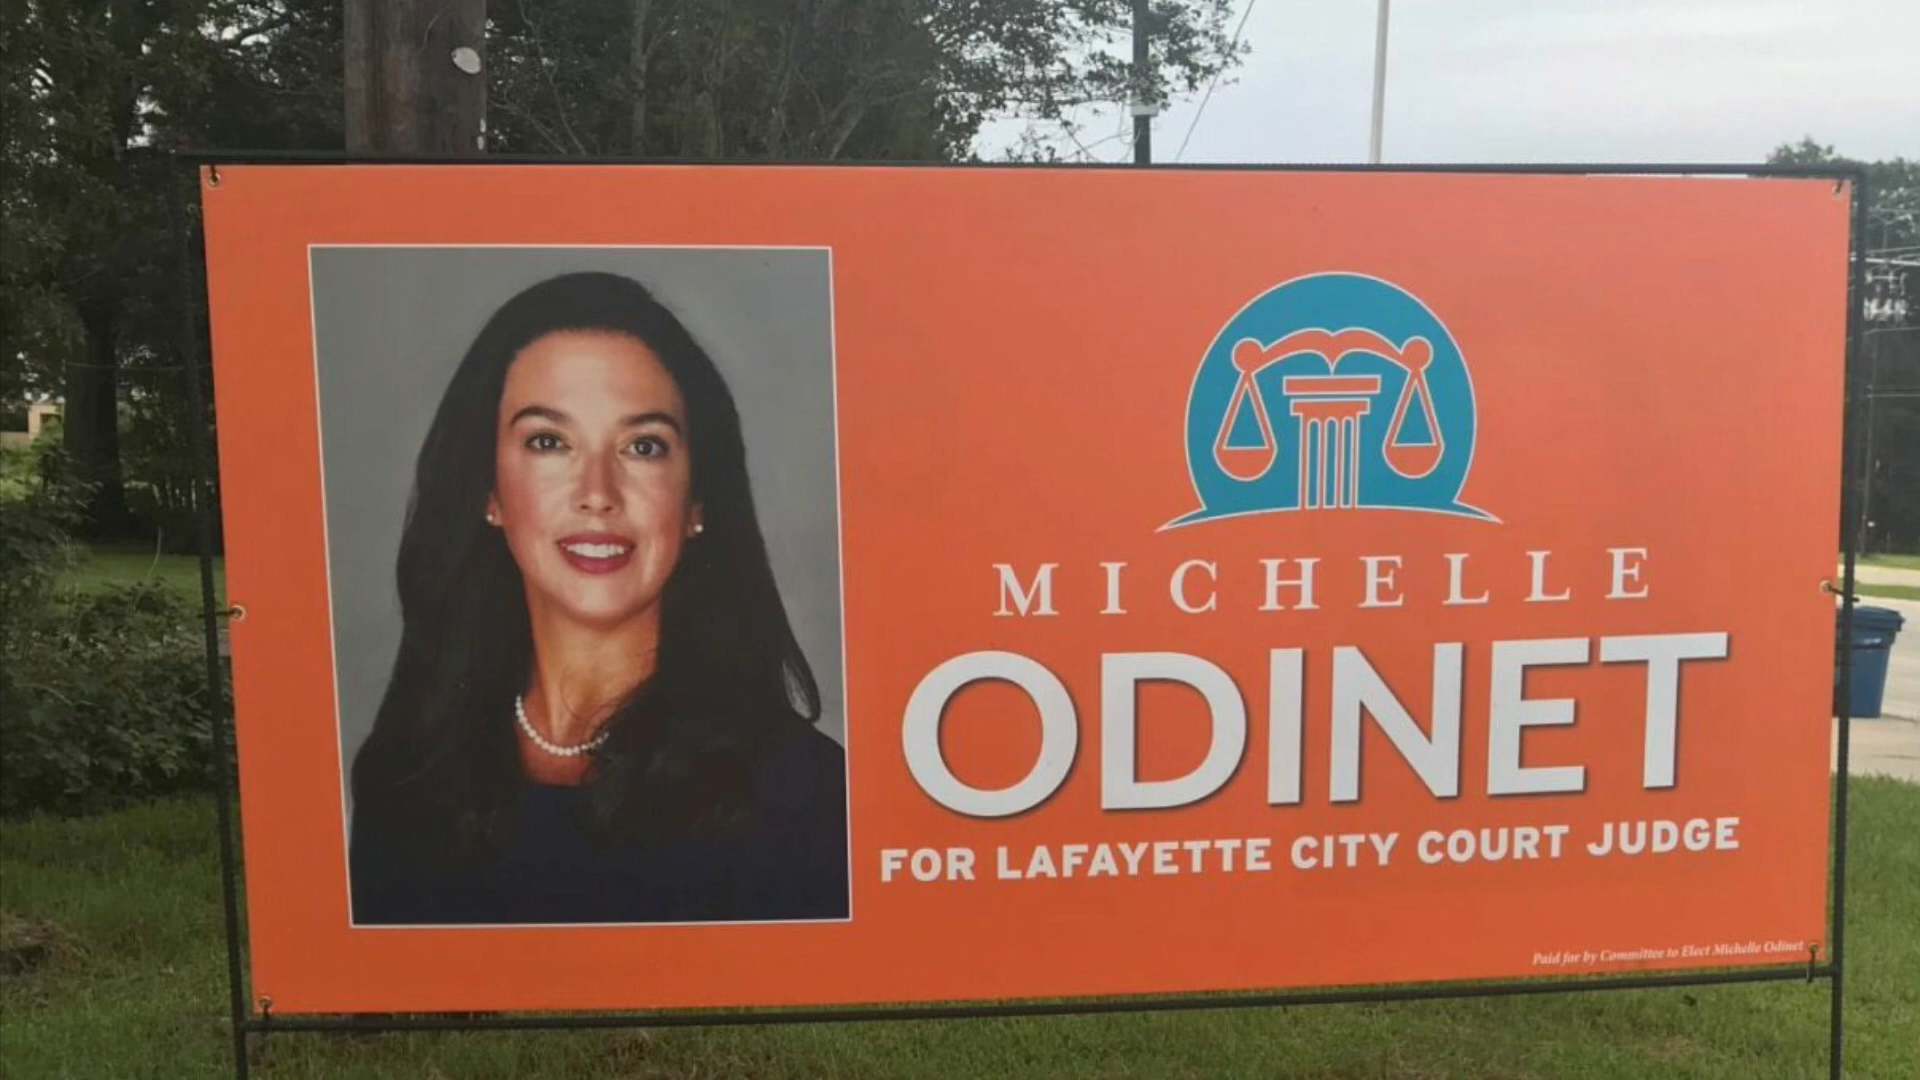 MICHELLE
ODINET
FOR LAFAYETTE CITY COURT JUDGE
Paid for by Committee to Elect Michelle Odinet